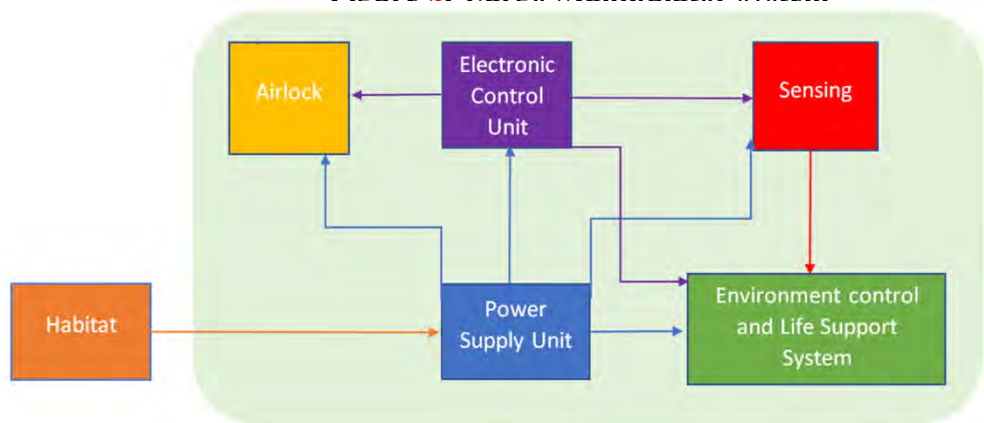 Airlock
Electronic
Control
Unit
Sensing
Habitat
Power
Supply Unit
Environment control
and Life Support
System